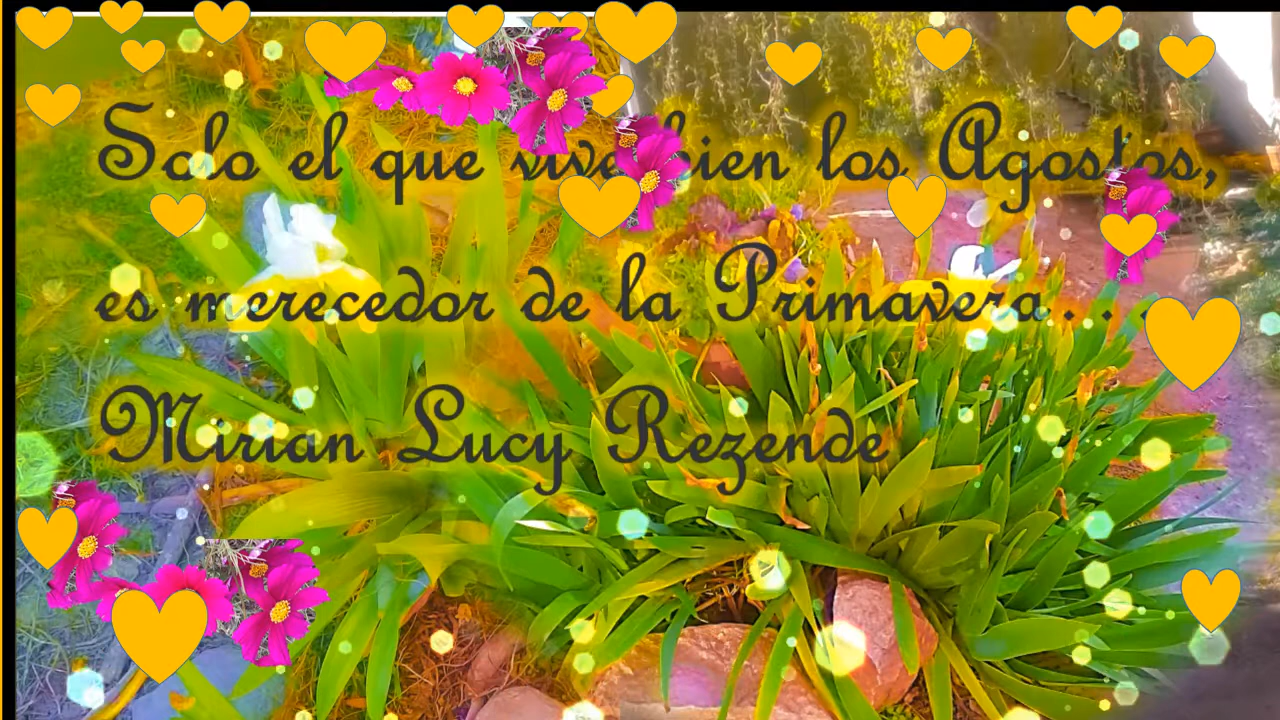 Solo el que vive bien los Agostos,
es merecedor de la Primavera...
Mirian Lucy Rezende